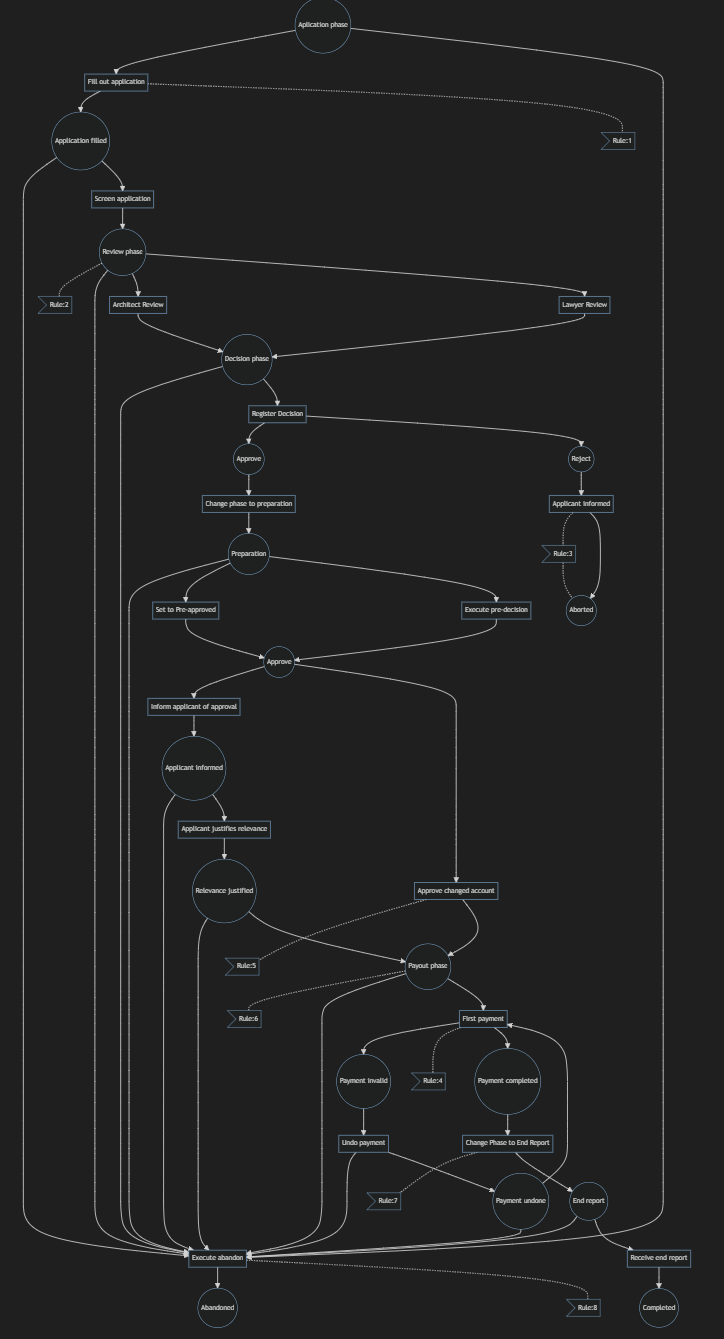 Aplication phase
Fill out application
Rule:1
Application filled
Screen application
Review phase
Rule:2
Architect Review
Lawyer Review
Decision phase
Register Decision
Approve
Reject
Change phase to preparation
Applicant informed
Preparation
Rule:3
Set to Pre-approved
Execute pre-decision
Aborted
Approve
Inform applicant of approval
Applicant informed
Applicant justifies relevance
Relevance justified
Approve changed account
Rule:5
Payout phase
Rule:6
First payment
Payment invalid
Rule:4
Payment completed
Undo payment
Change Phase to End Report
Rule:7
Payment undone
End report
Execute abandon
Receive end report
Abandoned
Rule:8
Completed